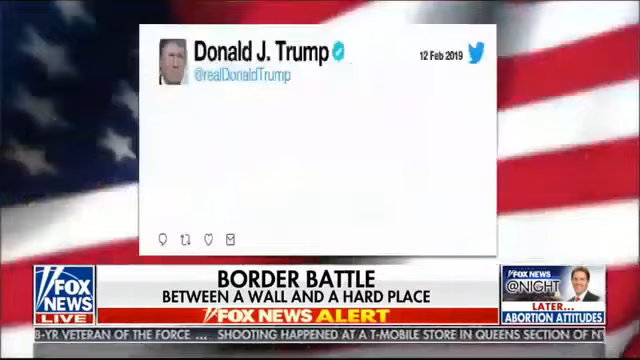 Donald J. Trump
@realDonaldTrump
12 Feb 2019
FOX
NEWS
LIVE
BORDER BATTLE
BETWEEN A WALL AND A HARD PLACE
FOX NEWS ALERT
FOX NEWS
@NIGHT
LATER...
ABORTION ATTITUDES
8-YR VETERAN OF THE FORCE ... SHOOTING HAPPENED AT A T-MOBILE STORE IN QUEENS SECTION OF NY